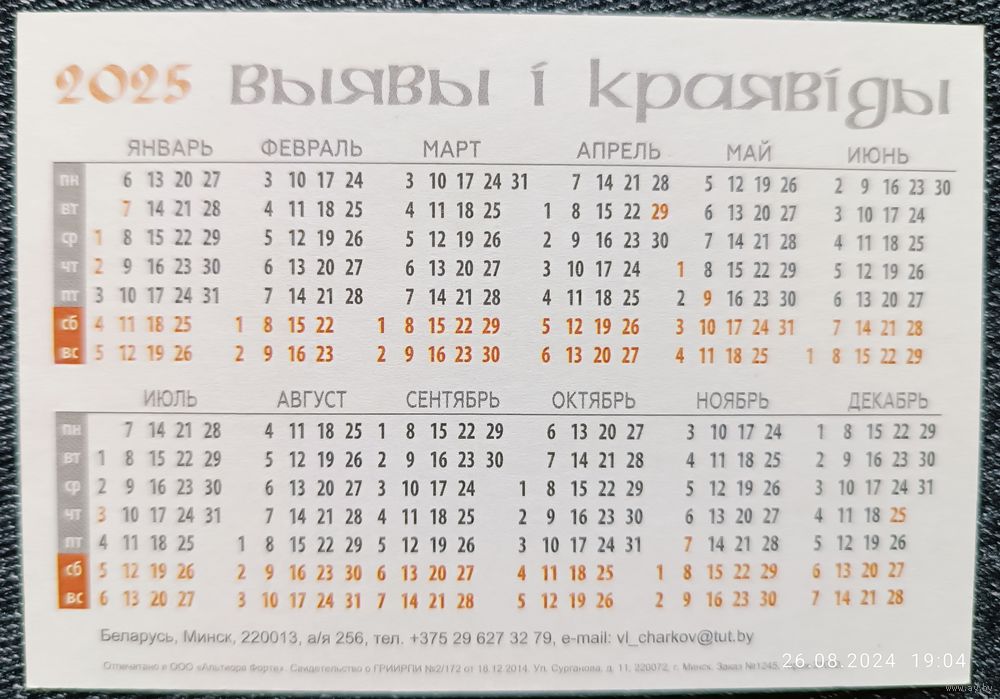 2025 выявы і краявіды
ЯНВАРЬ ФЕВРАЛЬ МАРТ АПРЕЛЬ МАЙ ИЮНЬ
ПН 6 13 20 27 3 10 17 24 3 10 17 24 31 7 14 21 28 5 12 19 26 2 9 16 23 30
ВТ 7 14 21 28 4 11 18 25 4 11 18 25 1 8 15 22 29 6 13 20 27 3 10 17 24
СР 1 8 15 22 29 5 12 19 26 5 12 19 26 2 9 16 23 30 7 14 21 28 4 11 18 25
ЧТ 2 9 16 23 30 6 13 20 27 6 13 20 27 3 10 17 24 1 8 15 22 29 5 12 19 26
ПТ 3 10 17 24 31 7 14 21 28 7 14 21 28 4 11 18 25 2 9 16 23 30 6 13 20 27
СБ 4 11 18 25 1 8 15 22 1 8 15 22 29 5 12 19 26 3 10 17 24 31 7 14 21 28
ВС 5 12 19 26 2 9 16 23 2 9 16 23 30 6 13 20 27 4 11 18 25 1 8 15 22 29
ИЮЛЬ АВГУСТ СЕНТЯБРЬ ОКТЯБРЬ НОЯБРЬ ДЕКАБРЬ
ПН 7 14 21 28 4 11 18 25 1 8 15 22 29 6 13 20 27 3 10 17 24 1 8 15 22 29
ВТ 1 8 15 22 29 5 12 19 26 2 9 16 23 30 7 14 21 28 4 11 18 25 2 9 16 23 30
СР 2 9 16 23 30 6 13 20 27 3 10 17 24 1 8 15 22 29 5 12 19 26 3 10 17 24 31
ЧТ 3 10 17 24 31 7 14 21 28 4 11 18 25 2 9 16 23 30 6 13 20 27 4 11 18 25
ПТ 4 11 18 25 1 8 15 22 29 5 12 19 26 3 10 17 24 31 7 14 21 28 5 12 19 26
СБ 5 12 19 26 2 9 16 23 30 6 13 20 27 4 11 18 25 1 8 15 22 29 6 13 20 27
ВС 6 13 20 27 3 10 17 24 31 7 14 21 28 5 12 19 26 2 9 16 23 30 7 14 21 28
Беларусь, Минск, 220013, а/я 256, тел. +375 29 627 32 79, e-mail: vl_charkov@tut.by
Отпечатано в ООО «Альтиора Форте». Свидетельство о ГРИИРПИ №2/172 от 18.12.2014. Ул. Сурганова, д. 11, 220072, г. Минск. Заказ №1245.
26.08.2024 19:04
www.ay.by